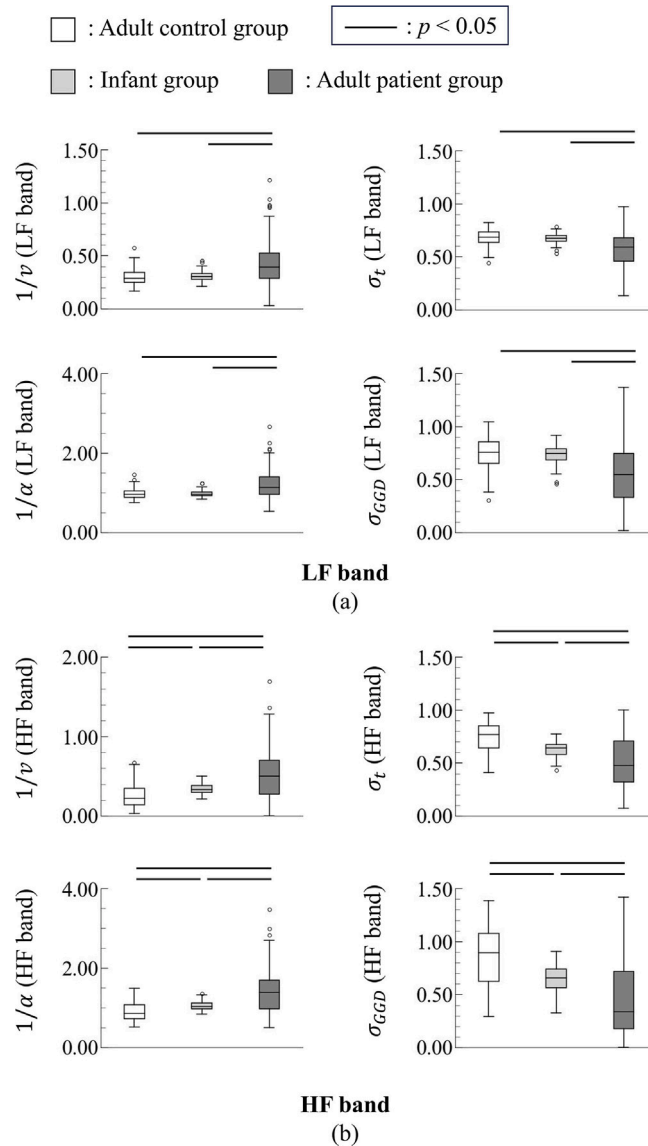 : Adult control group
: p < 0.05
: Infant group
: Adult patient group
1/ν (LF band)
1.50
1.00
0.50
0.00
σt (LF band)
1.50
1.00
0.50
0.00
1/α (LF band)
4.00
2.00
0.00
σGGD (LF band)
1.50
1.00
0.50
0.00
LF band
(a)
1/ν (HF band)
2.00
1.00
0.00
σt (HF band)
1.50
1.00
0.50
0.00
1/α (HF band)
4.00
2.00
0.00
σGGD (HF band)
1.50
1.00
0.50
0.00
HF band
(b)